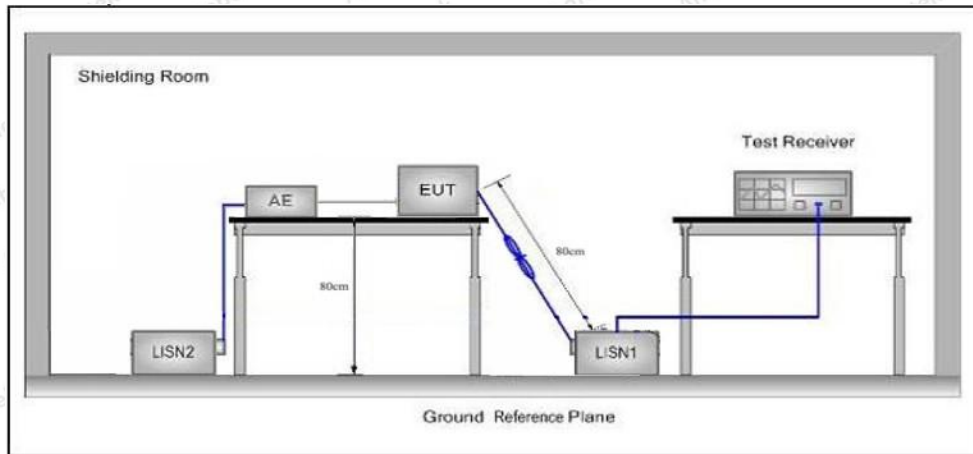 Shielding Room
Test Receiver
AE
EUT
80cm
80cm
LISN2
LISN1
Ground Reference Plane